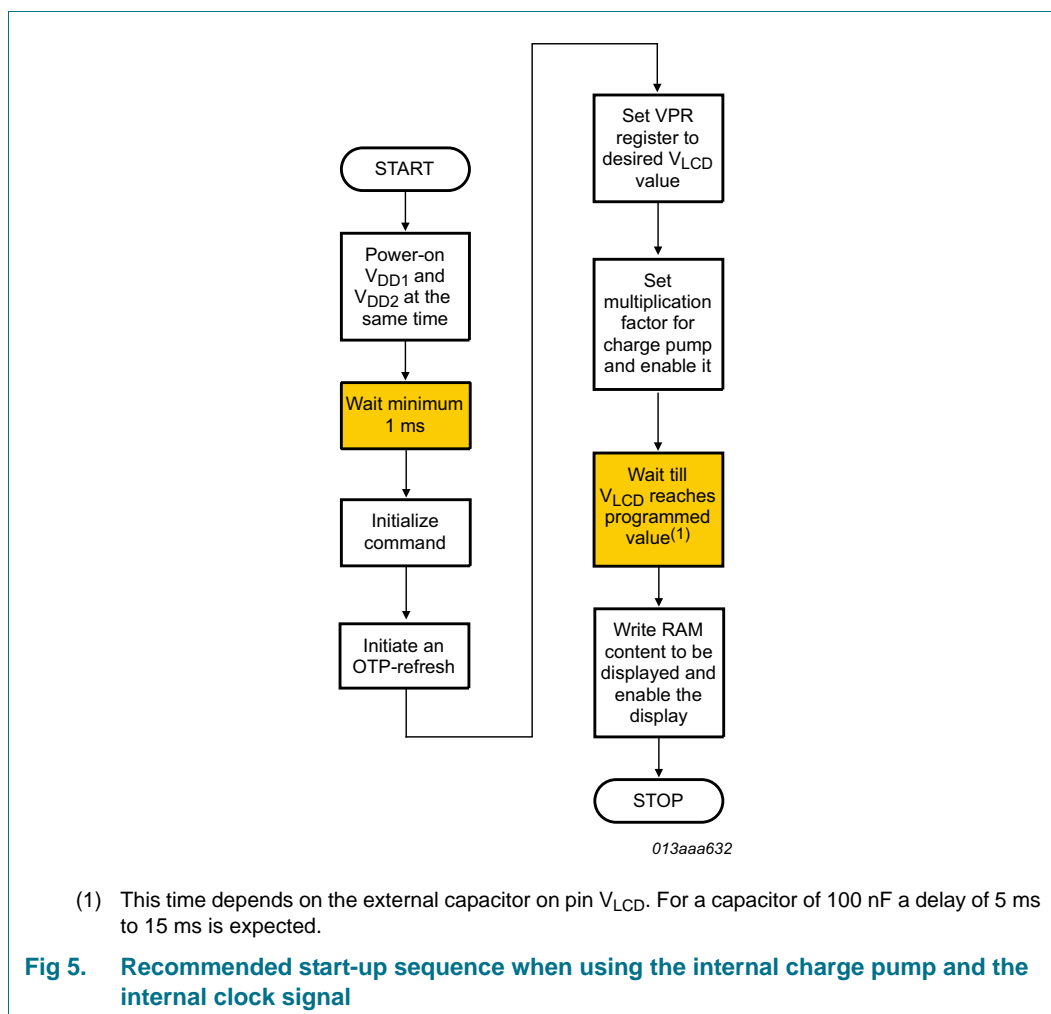 START
Power-on
VDD1 and
VDD2 at the
same time
Wait minimum
1 ms
Initialize
command
Initiate an
OTP-refresh
Set VPR
register to
desired VLCD
value
Set
multiplication
factor for
charge pump
and enable it
Wait till
VLCD reaches
programmed
value(1)
Write RAM
content to be
displayed and
enable the
display
STOP
013aaa632
(1) This time depends on the external capacitor on pin VLCD. For a capacitor of 100 nF a delay of 5 ms
to 15 ms is expected.
Fig 5. Recommended start-up sequence when using the internal charge pump and the
internal clock signal